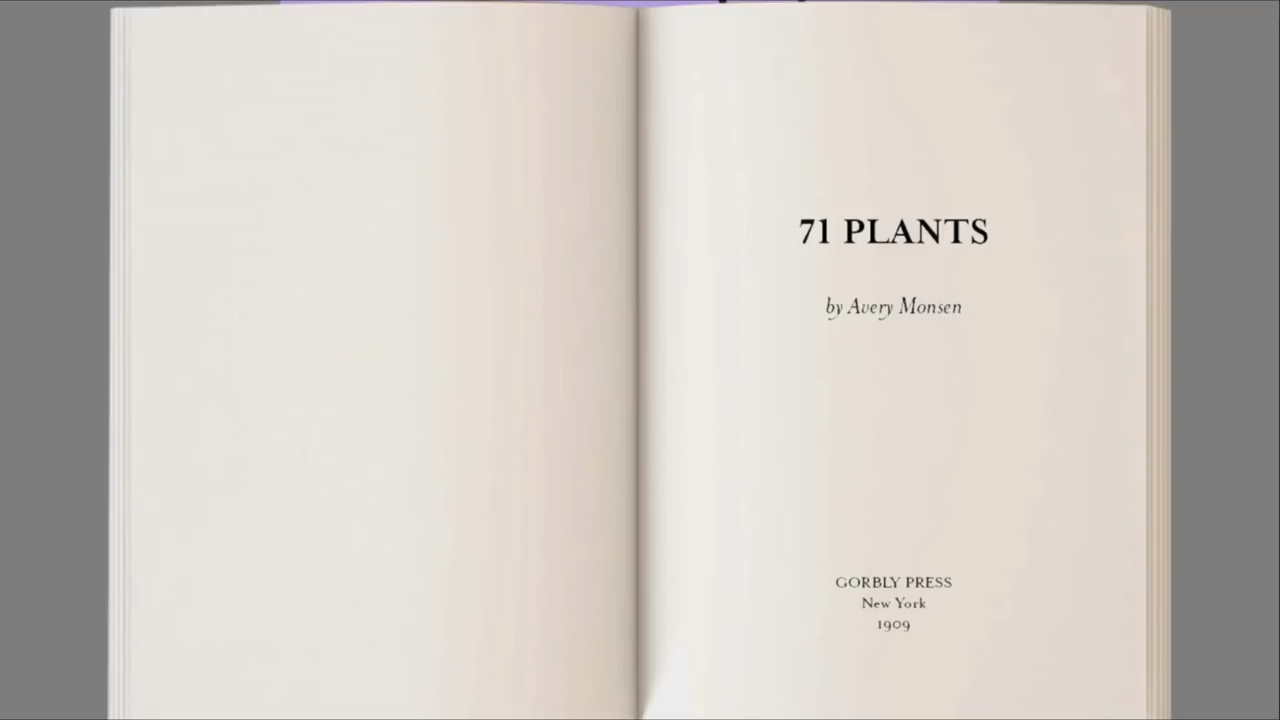 71 PLANTS
by Avery Monsen
GORBLY PRESS
New York
1909